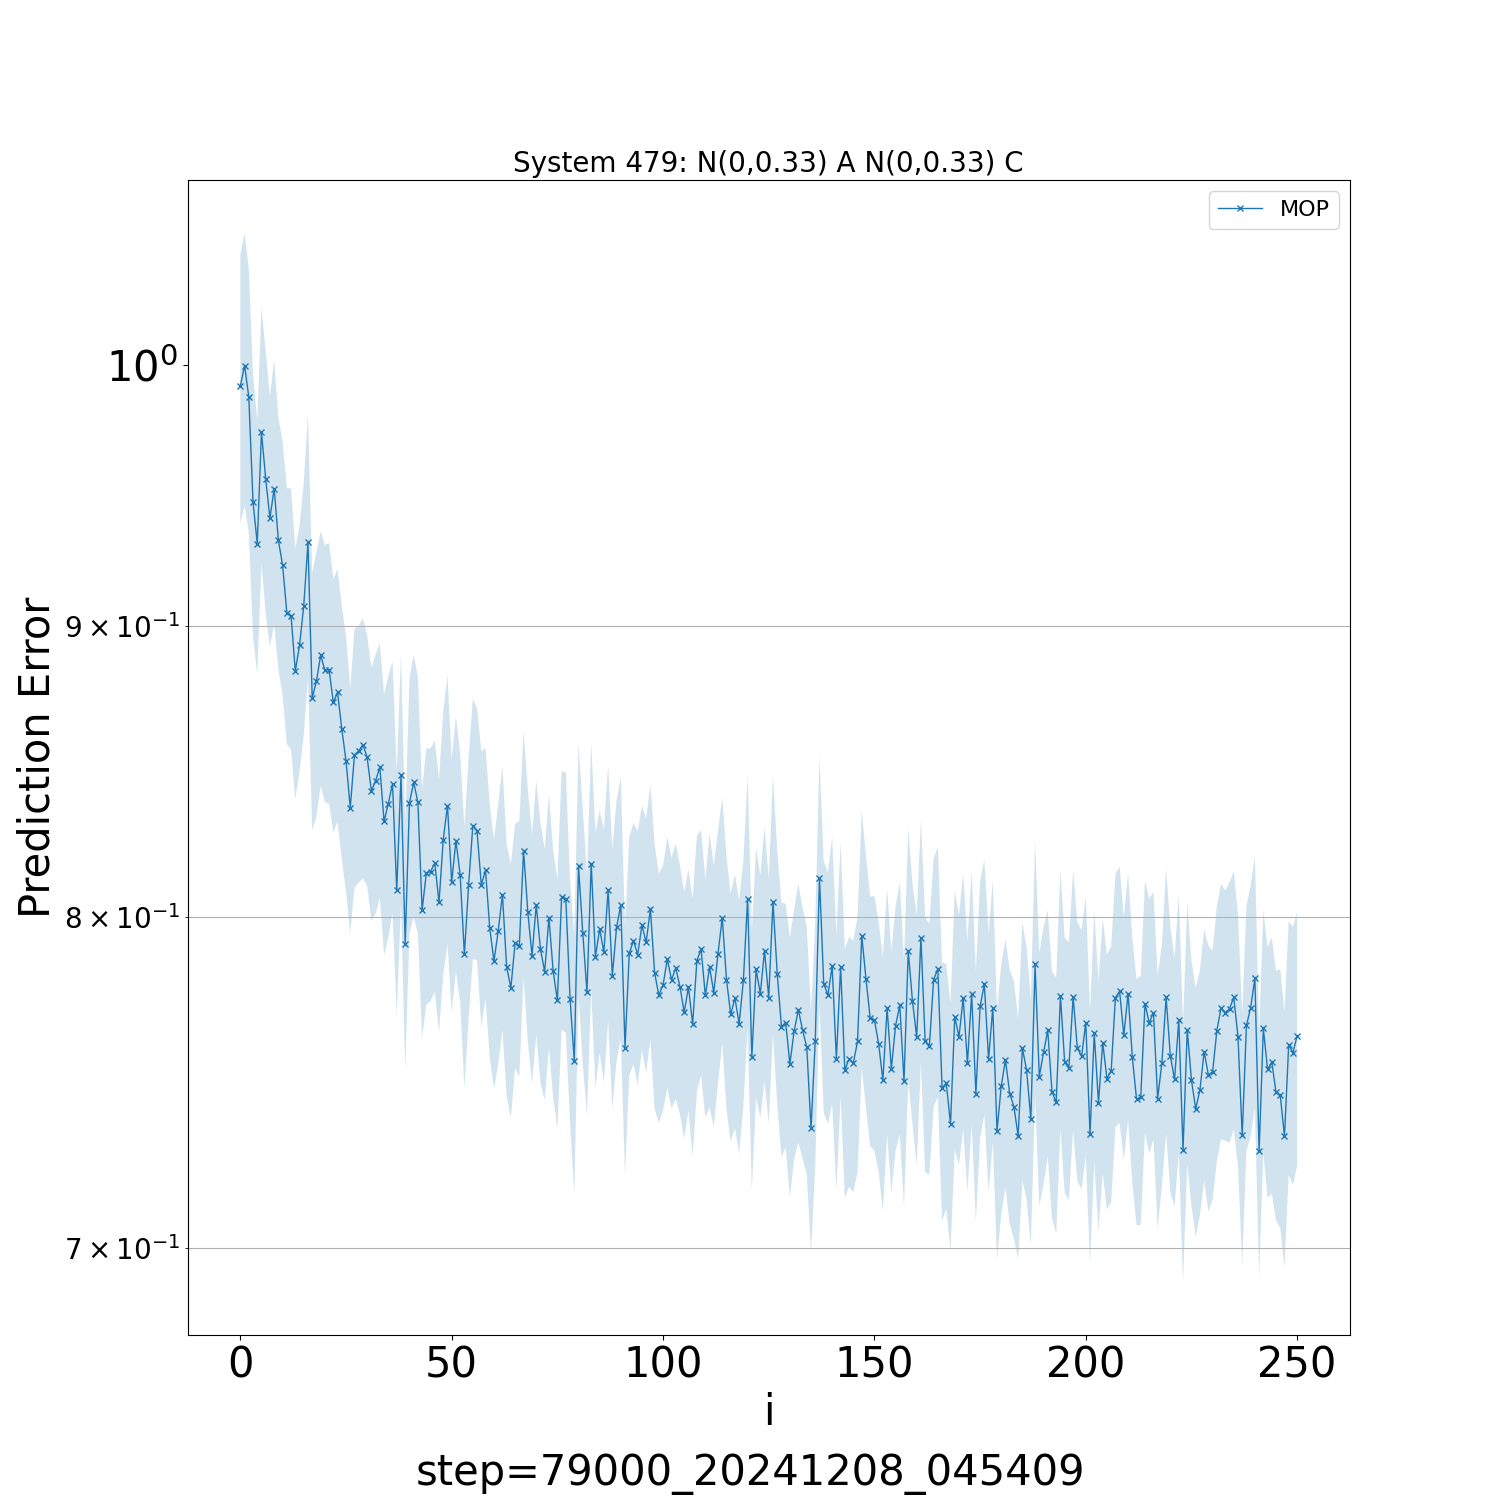 System 479: N(0,0.33) A N(0,0.33) C
MOP
10⁰
9 × 10⁻¹
8 × 10⁻¹
7 × 10⁻¹
Prediction Error
0 50 100 150 200 250
i
step=79000_20241208_045409